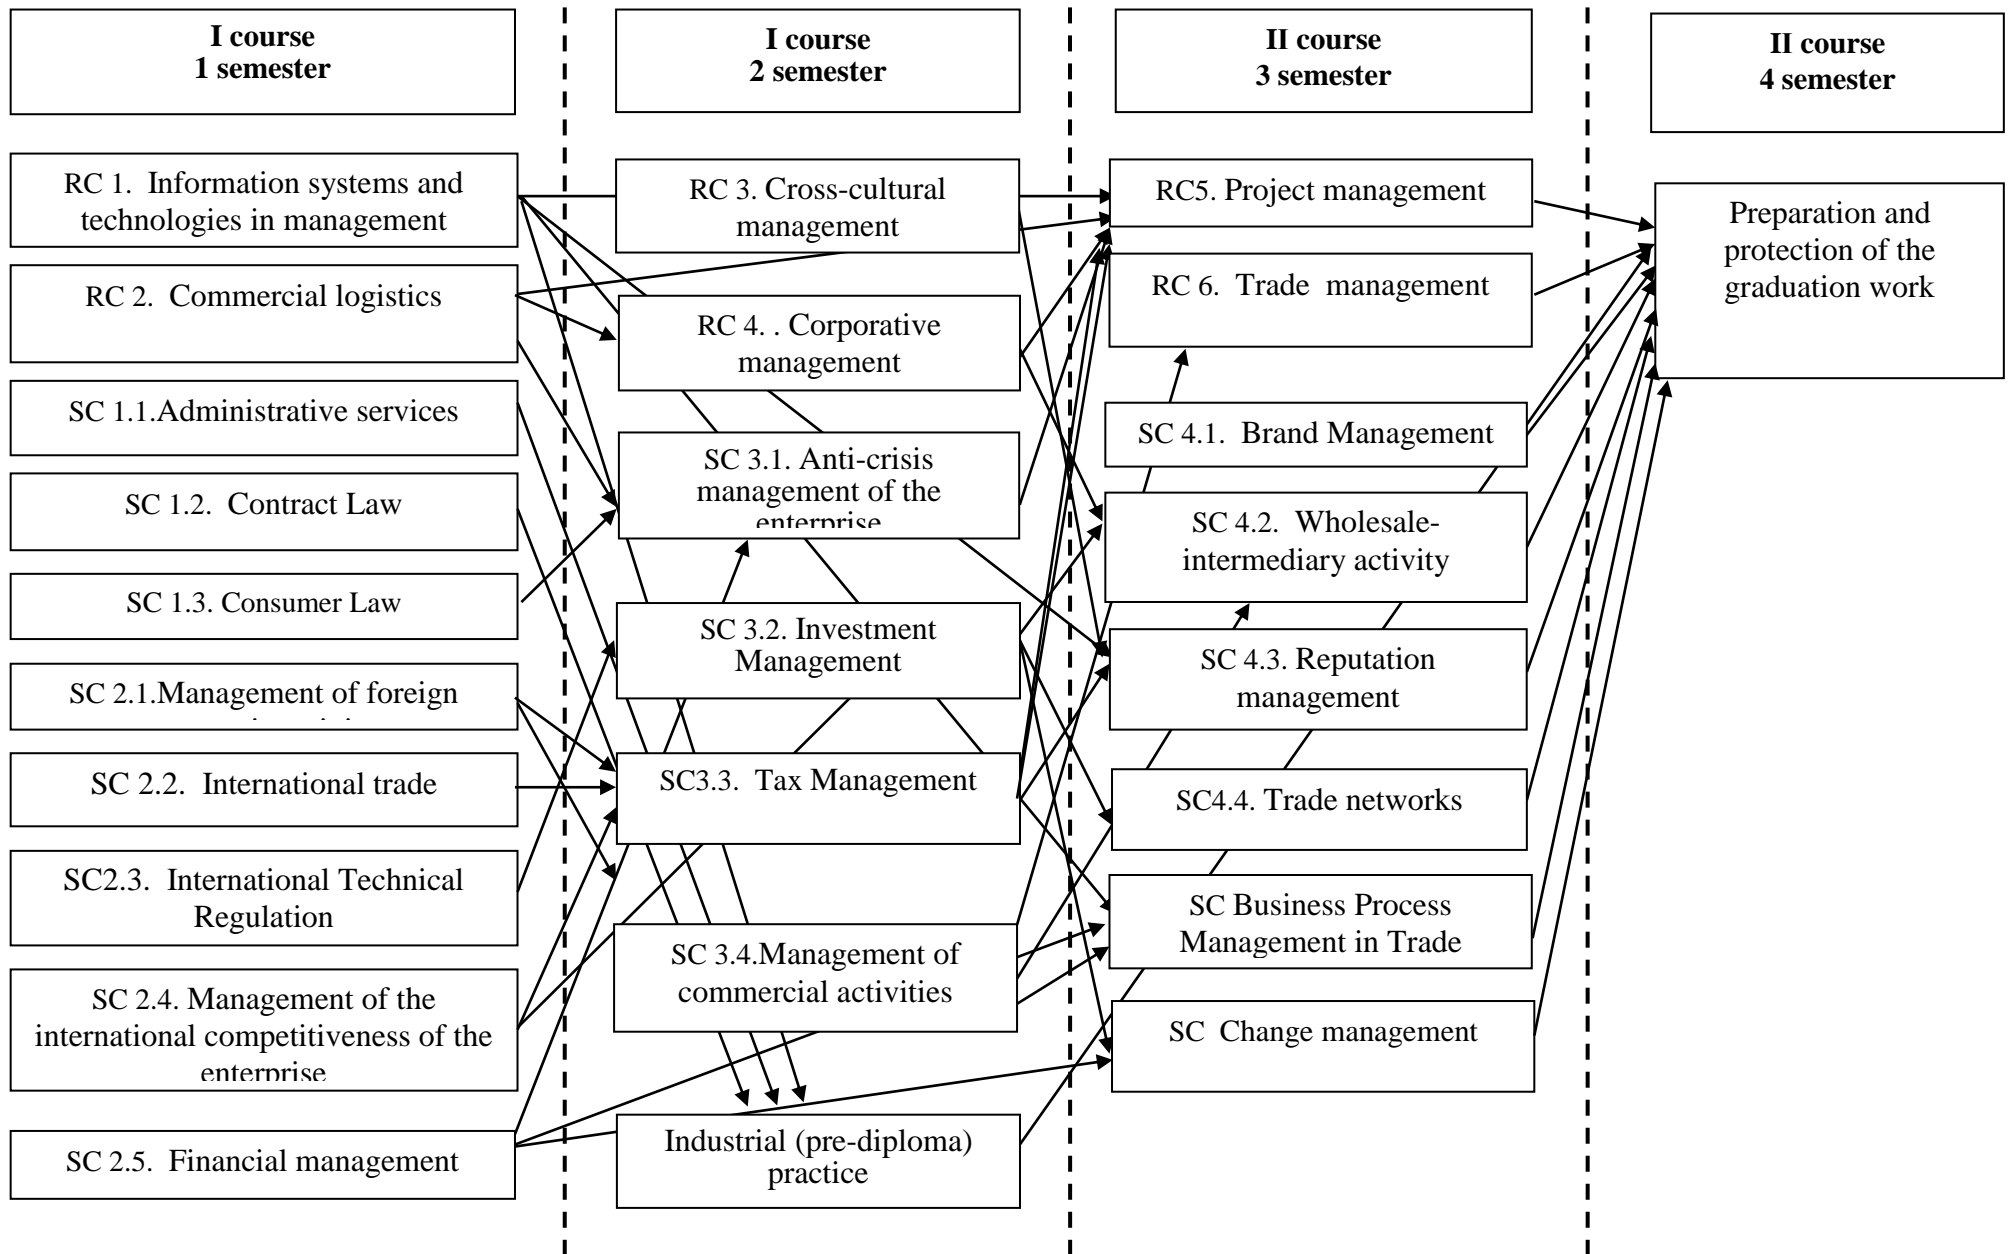 I course
1 semester
I course
2 semester
II course
3 semester
II course
4 semester
RC 1. Information systems and
technologies in management
RC 2. Commercial logistics
SC 1.1.Administrative services
SC 1.2. Contract Law
SC 1.3. Consumer Law
SC 2.1.Management of foreign
SC 2.2. International trade
SC2.3. International Technical
Regulation
SC 2.4. Management of the
international competitiveness of the
enterprise
SC 2.5. Financial management
RC 3. Cross-cultural
management
RC 4. . Corporative
management
SC 3.1. Anti-crisis
management of the
enterprise
SC 3.2. Investment
Management
SC3.3. Tax Management
SC 3.4.Management of
commercial activities
Industrial (pre-diploma)
practice
RC5. Project management
RC 6. Trade management
SC 4.1. Brand Management
SC 4.2. Wholesale-
intermediary activity
SC 4.3. Reputation
management
SC4.4. Trade networks
SC Business Process
Management in Trade
SC Change management
Preparation and
protection of the
graduation work